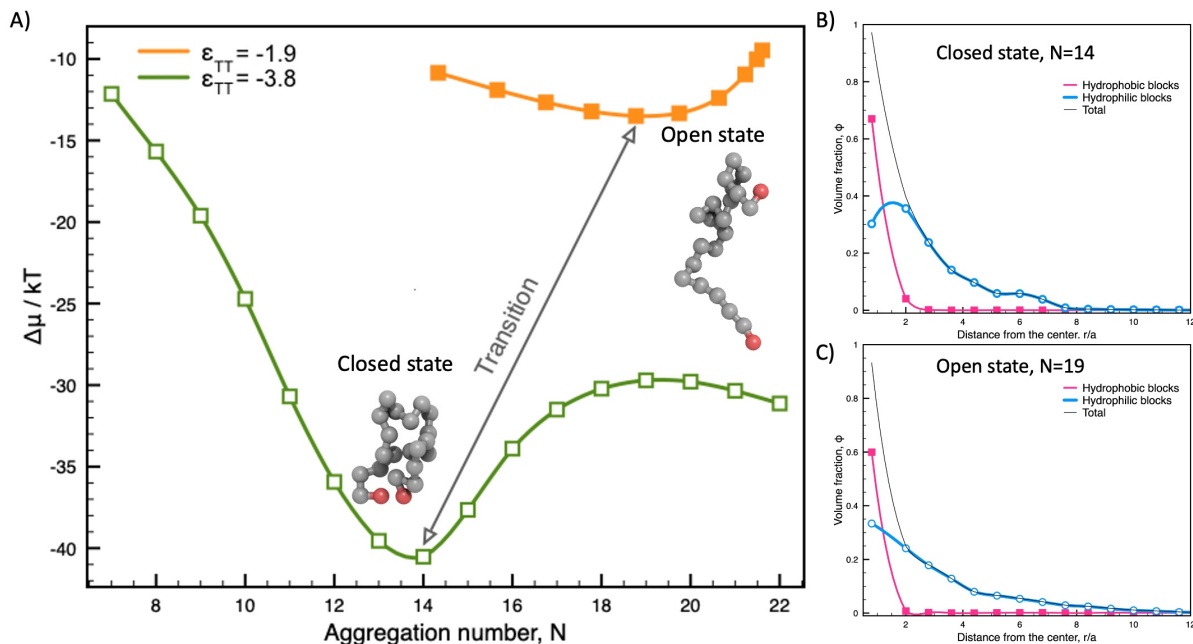 A)
ε_TT = -1.9
ε_TT = -3.8
-10
-15
-20
-25
-30
-35
-40
Δμ / kT
Open state
Transition
Closed state
8 10 12 14 16 18 20 22
Aggregation number, N
B)
Closed state, N=14
Hydrophobic blocks
Hydrophilic blocks
Total
1
0.8
0.6
0.4
0.2
0
Volume fraction, ϕ
2 4 6 8 10 12
Distance from the center. r/a
C)
Open state, N=19
Hydrophobic blocks
Hydrophilic blocks
Total
1
0.8
0.6
0.4
0.2
0
Volume fraction, ϕ
2 4 6 8 10 12
Distance from the center, r/a